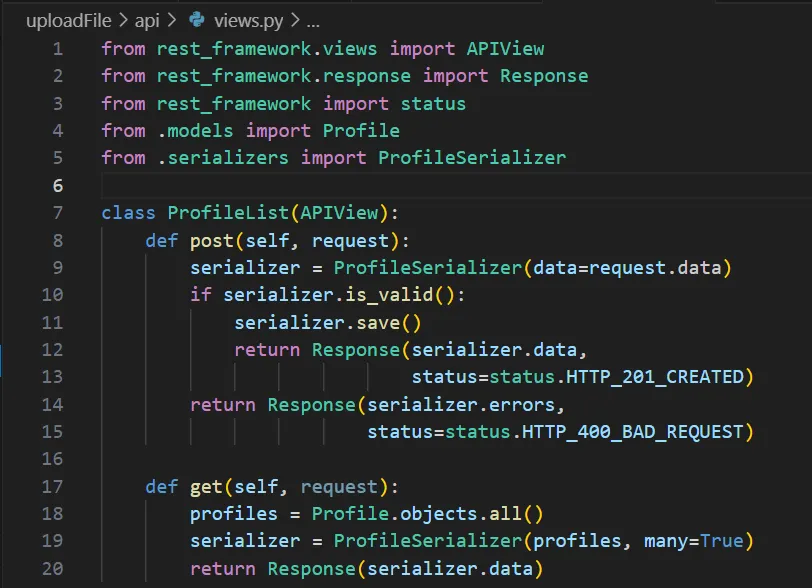 uploadFile > api > views.py > ...
1 from rest_framework.views import APIView
2 from rest_framework.response import Response
3 from rest_framework import status
4 from .models import Profile
5 from .serializers import ProfileSerializer
6
7 class ProfileList(APIView):
8     def post(self, request):
9         serializer = ProfileSerializer(data=request.data)
10         if serializer.is_valid():
11             serializer.save()
12             return Response(serializer.data,
13                             status=status.HTTP_201_CREATED)
14         return Response(serializer.errors,
15                         status=status.HTTP_400_BAD_REQUEST)
16
17     def get(self, request):
18         profiles = Profile.objects.all()
19         serializer = ProfileSerializer(profiles, many=True)
20         return Response(serializer.data)